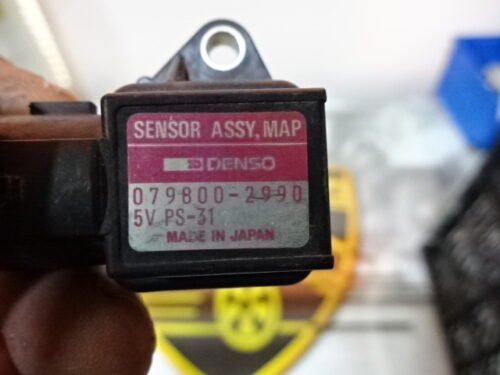 SENSOR ASSY, MAP
DENSO
079800-2990
5V PS-31
MADE IN JAPAN